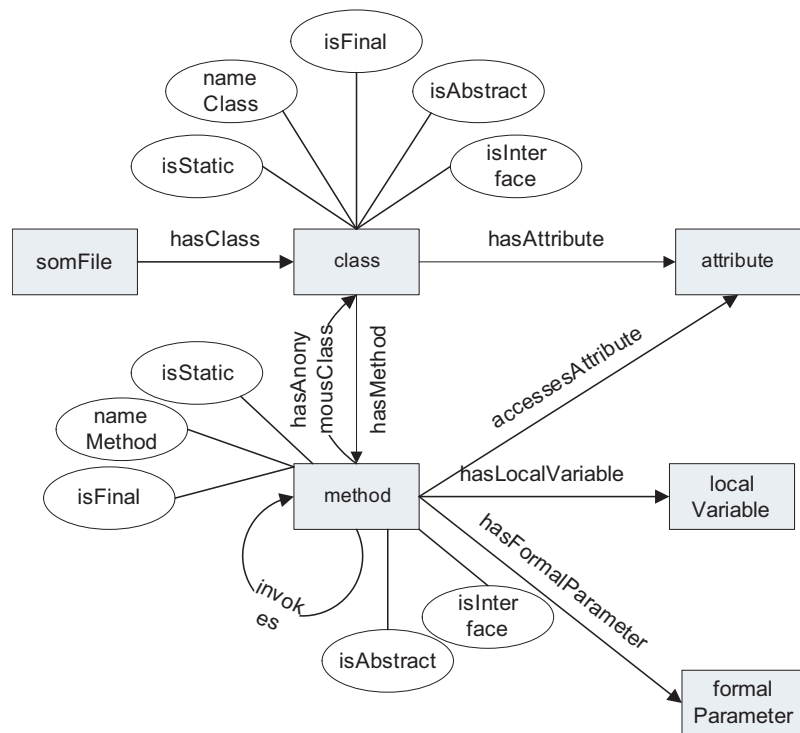 isFinal
name
Class
isAbstract
isStatic
isInter
face
somFile
hasClass
class
hasAttribute
attribute
hasAnony
mousClass
hasMethod
accessesAttribute
isStatic
name
Method
isFinal
method
hasLocalVariable
local
Variable
hasFormalParameter
invok
es
isInter
face
isAbstract
formal
Parameter